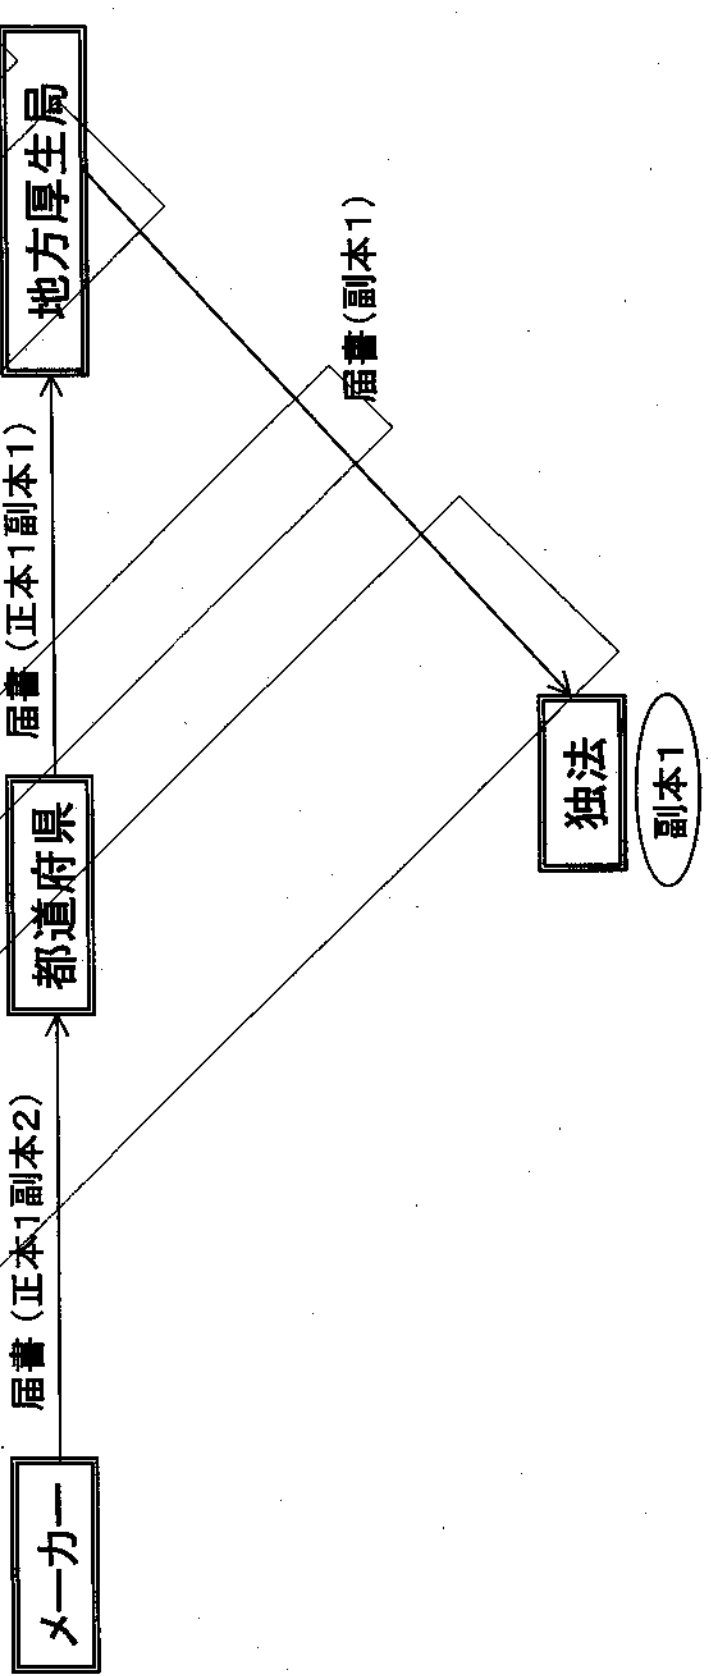 メーカー
届書（正本1副本2）
都道府県
届書（正本1副本1）
地方厚生局
届書（副本1）
独法
副本1